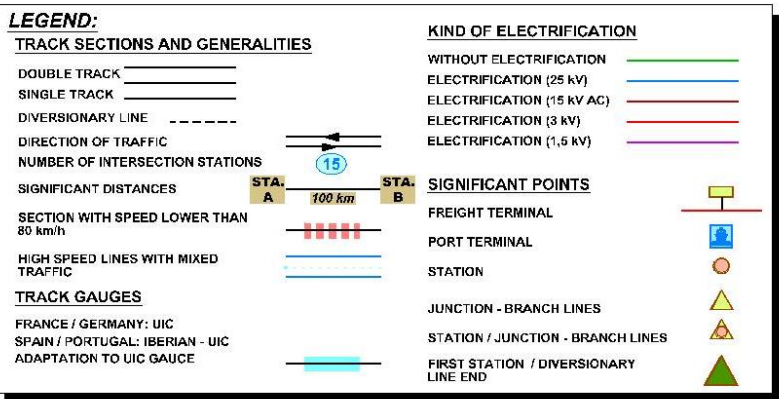 LEGEND:
TRACK SECTIONS AND GENERALITIES
DOUBLE TRACK
SINGLE TRACK
DIVERSIONARY LINE
DIRECTION OF TRAFFIC
NUMBER OF INTERSECTION STATIONS
15
SIGNIFICANT DISTANCES
STA. A
100 km
STA. B
SECTION WITH SPEED LOWER THAN
80 km/h
HIGH SPEED LINES WITH MIXED
TRAFFIC
TRACK GAUGES
FRANCE / GERMANY: UIC
SPAIN / PORTUGAL: IBERIAN - UIC
ADAPTATION TO UIC GAUCE
KIND OF ELECTRIFICATION
WITHOUT ELECTRIFICATION
ELECTRIFICATION (25 kV)
ELECTRIFICATION (15 kV AC)
ELECTRIFICATION (3 kV)
ELECTRIFICATION (1,5 kV)
SIGNIFICANT POINTS
FREIGHT TERMINAL
PORT TERMINAL
STATION
JUNCTION - BRANCH LINES
STATION / JUNCTION - BRANCH LINES
FIRST STATION / DIVERSIONARY
LINE END